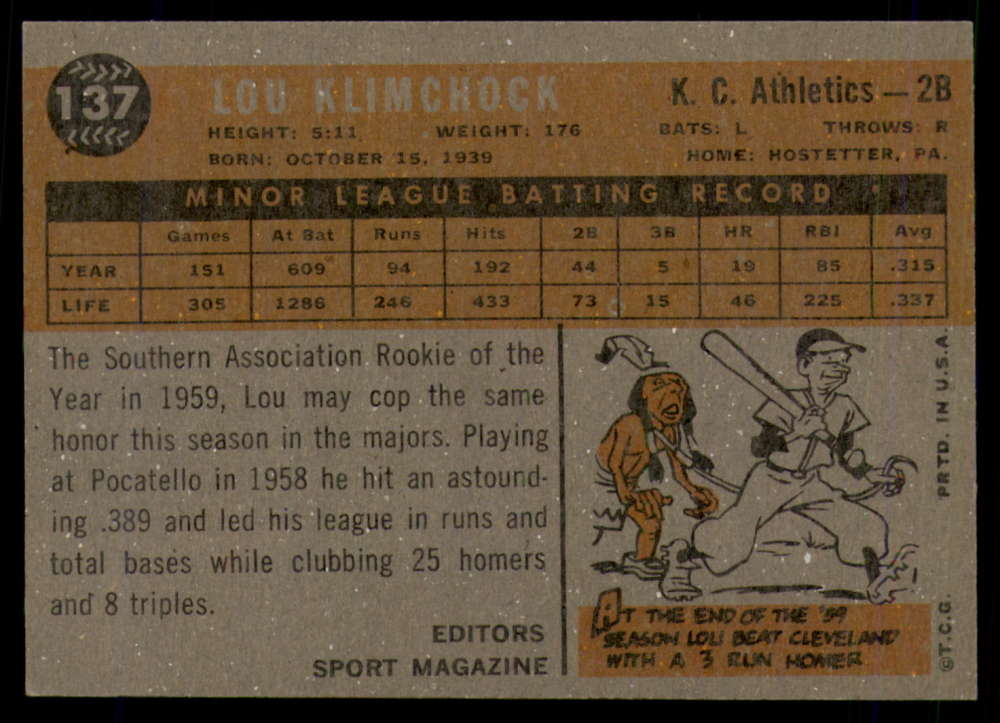 137
LOU KLIMCHOCK
K. C. Athletics — 2B
HEIGHT: 5:11 WEIGHT: 176 BATS: L THROWS: R
BORN: OCTOBER 15, 1939 HOME: HOSTETTER, PA.
MINOR LEAGUE BATTING RECORD
Games At Bat Runs Hits 2B 3B HR RBI Avg
YEAR 151 609 94 192 44 5 19 85 .315
LIFE 305 1286 246 433 73 15 46 225 .337
The Southern Association Rookie of the
Year in 1959, Lou may cop the same
honor this season in the majors. Playing
at Pocatello in 1958 he hit an astound-
ing .389 and led his league in runs and
total bases while clubbing 25 homers
and 8 triples.
EDITORS
SPORT MAGAZINE
AT THE END OF THE '59
SEASON LOU BEAT CLEVELAND
WITH A 3 RUN HOMER
©T.C.G. PRTD. IN U.S.A.